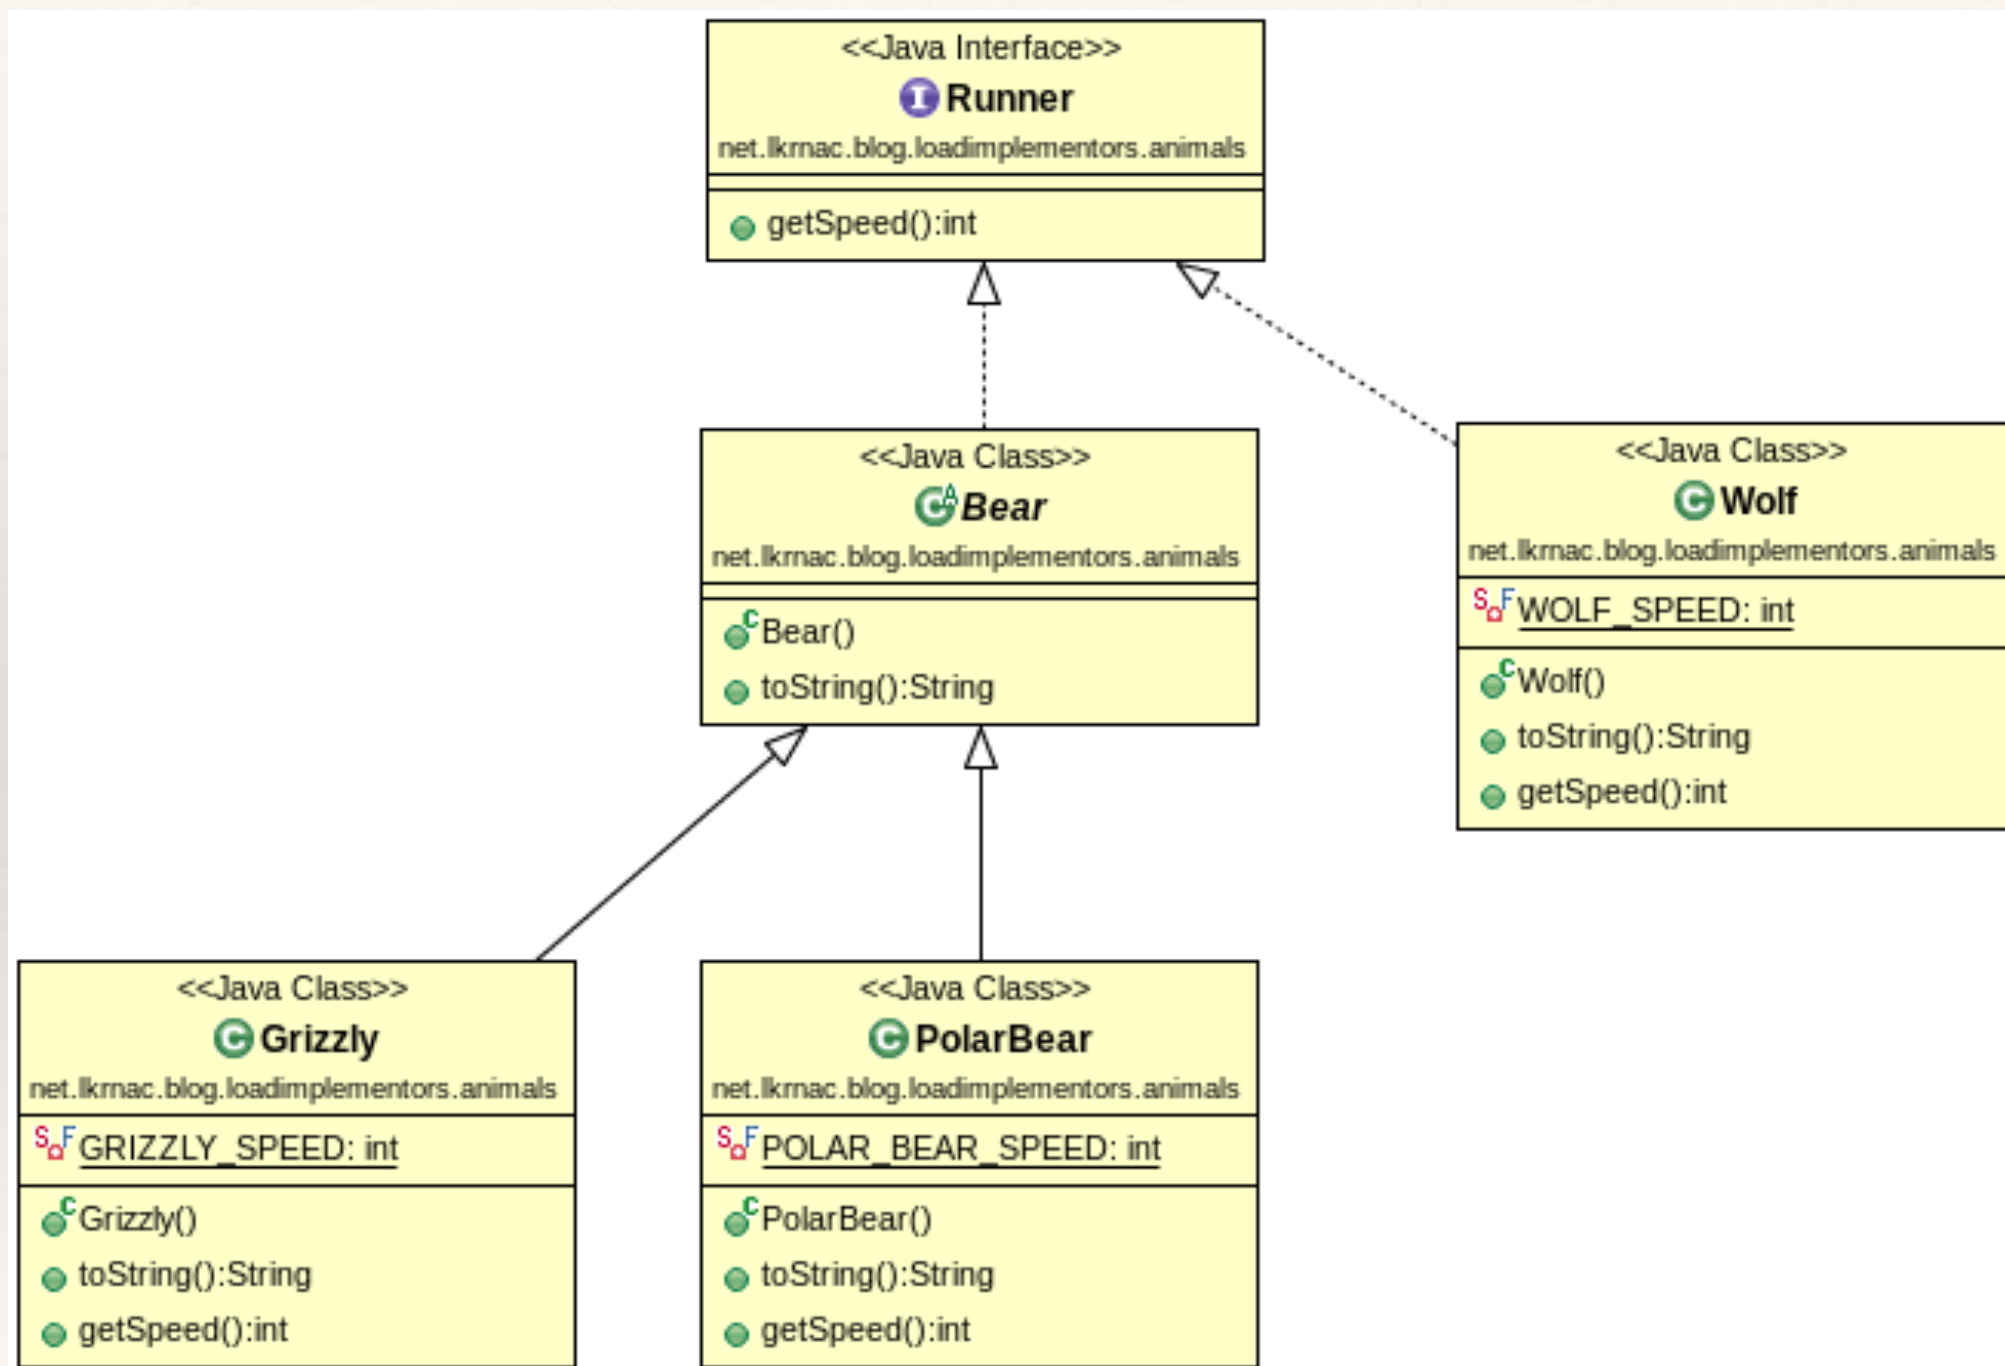 <<Java Interface>>
I Runner
net.lkrnac.blog.loadimplementors.animals
getSpeed():int
<<Java Class>>
C A Bear
net.lkrnac.blog.loadimplementors.animals
C Bear()
toString():String
<<Java Class>>
C Wolf
net.lkrnac.blog.loadimplementors.animals
S F WOLF_SPEED: int
C Wolf()
toString():String
getSpeed():int
<<Java Class>>
C Grizzly
net.lkrnac.blog.loadimplementors.animals
S F GRIZZLY_SPEED: int
C Grizzly()
toString():String
getSpeed():int
<<Java Class>>
C PolarBear
net.lkrnac.blog.loadimplementors.animals
S F POLAR_BEAR_SPEED: int
C PolarBear()
toString():String
getSpeed():int